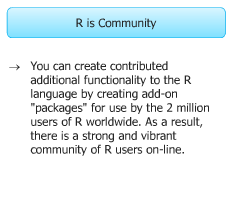 R is Community
→ You can create contributed
additional functionality to the R
language by creating add-on
"packages" for use by the 2 million
users of R worldwide. As a result,
there is a strong and vibrant
community of R users on-line.